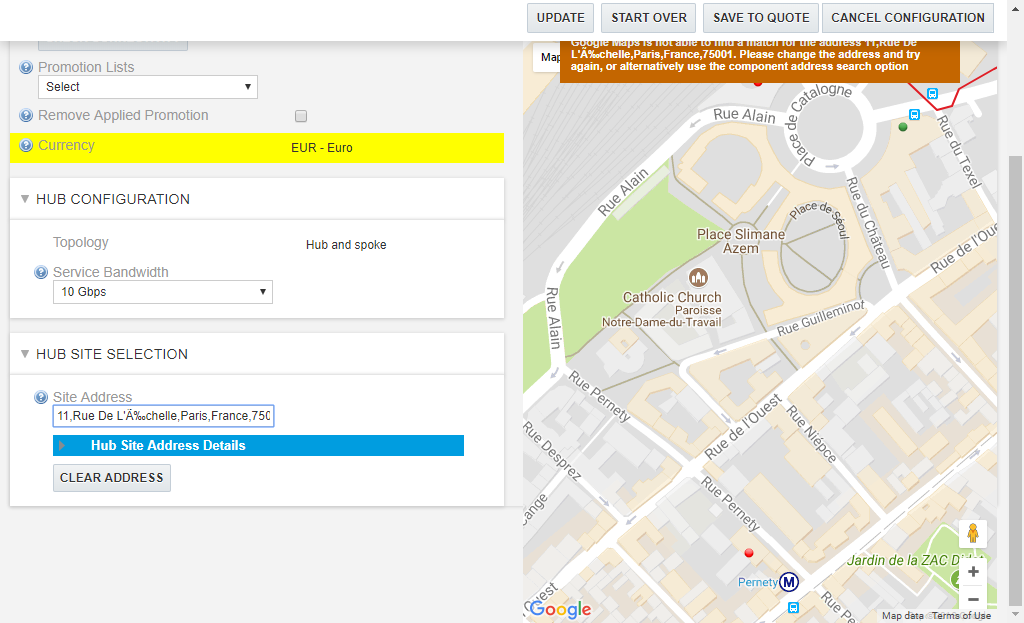 UPDATE
START OVER
SAVE TO QUOTE
CANCEL CONFIGURATION
Promotion Lists
Select
Remove Applied Promotion
Currency
EUR - Euro
HUB CONFIGURATION
Topology
Hub and spoke
Service Bandwidth
10 Gbps
HUB SITE SELECTION
Site Address
11,Rue De L'Ä‰chelle,Paris,France,750
Hub Site Address Details
CLEAR ADDRESS
Map
Google Maps is not able to find a match for the address 11,Rue De
L'Ä‰chelle,Paris,France,75001. Please change the address and try
again, or alternatively use the component address search option
Place de Catalogne
Rue Alain
Rue du Texel
Rue Alain
Rue du Château
Place de Séoul
Place Slimane
Azem
Rue de l'Oue
Catholic Church
Paroisse
Notre-Dame-du-Travail
Rue Alain
Rue Guilleminot
Rue Pernety
Rue de l'Ouest
Rue Niépce
Rue Desprez
Rue Pernety
ange
Jardin de la ZAC Didot
Pernety
M
Ouest
Rue Pe
+
−
Google
Map data
Terms of Use